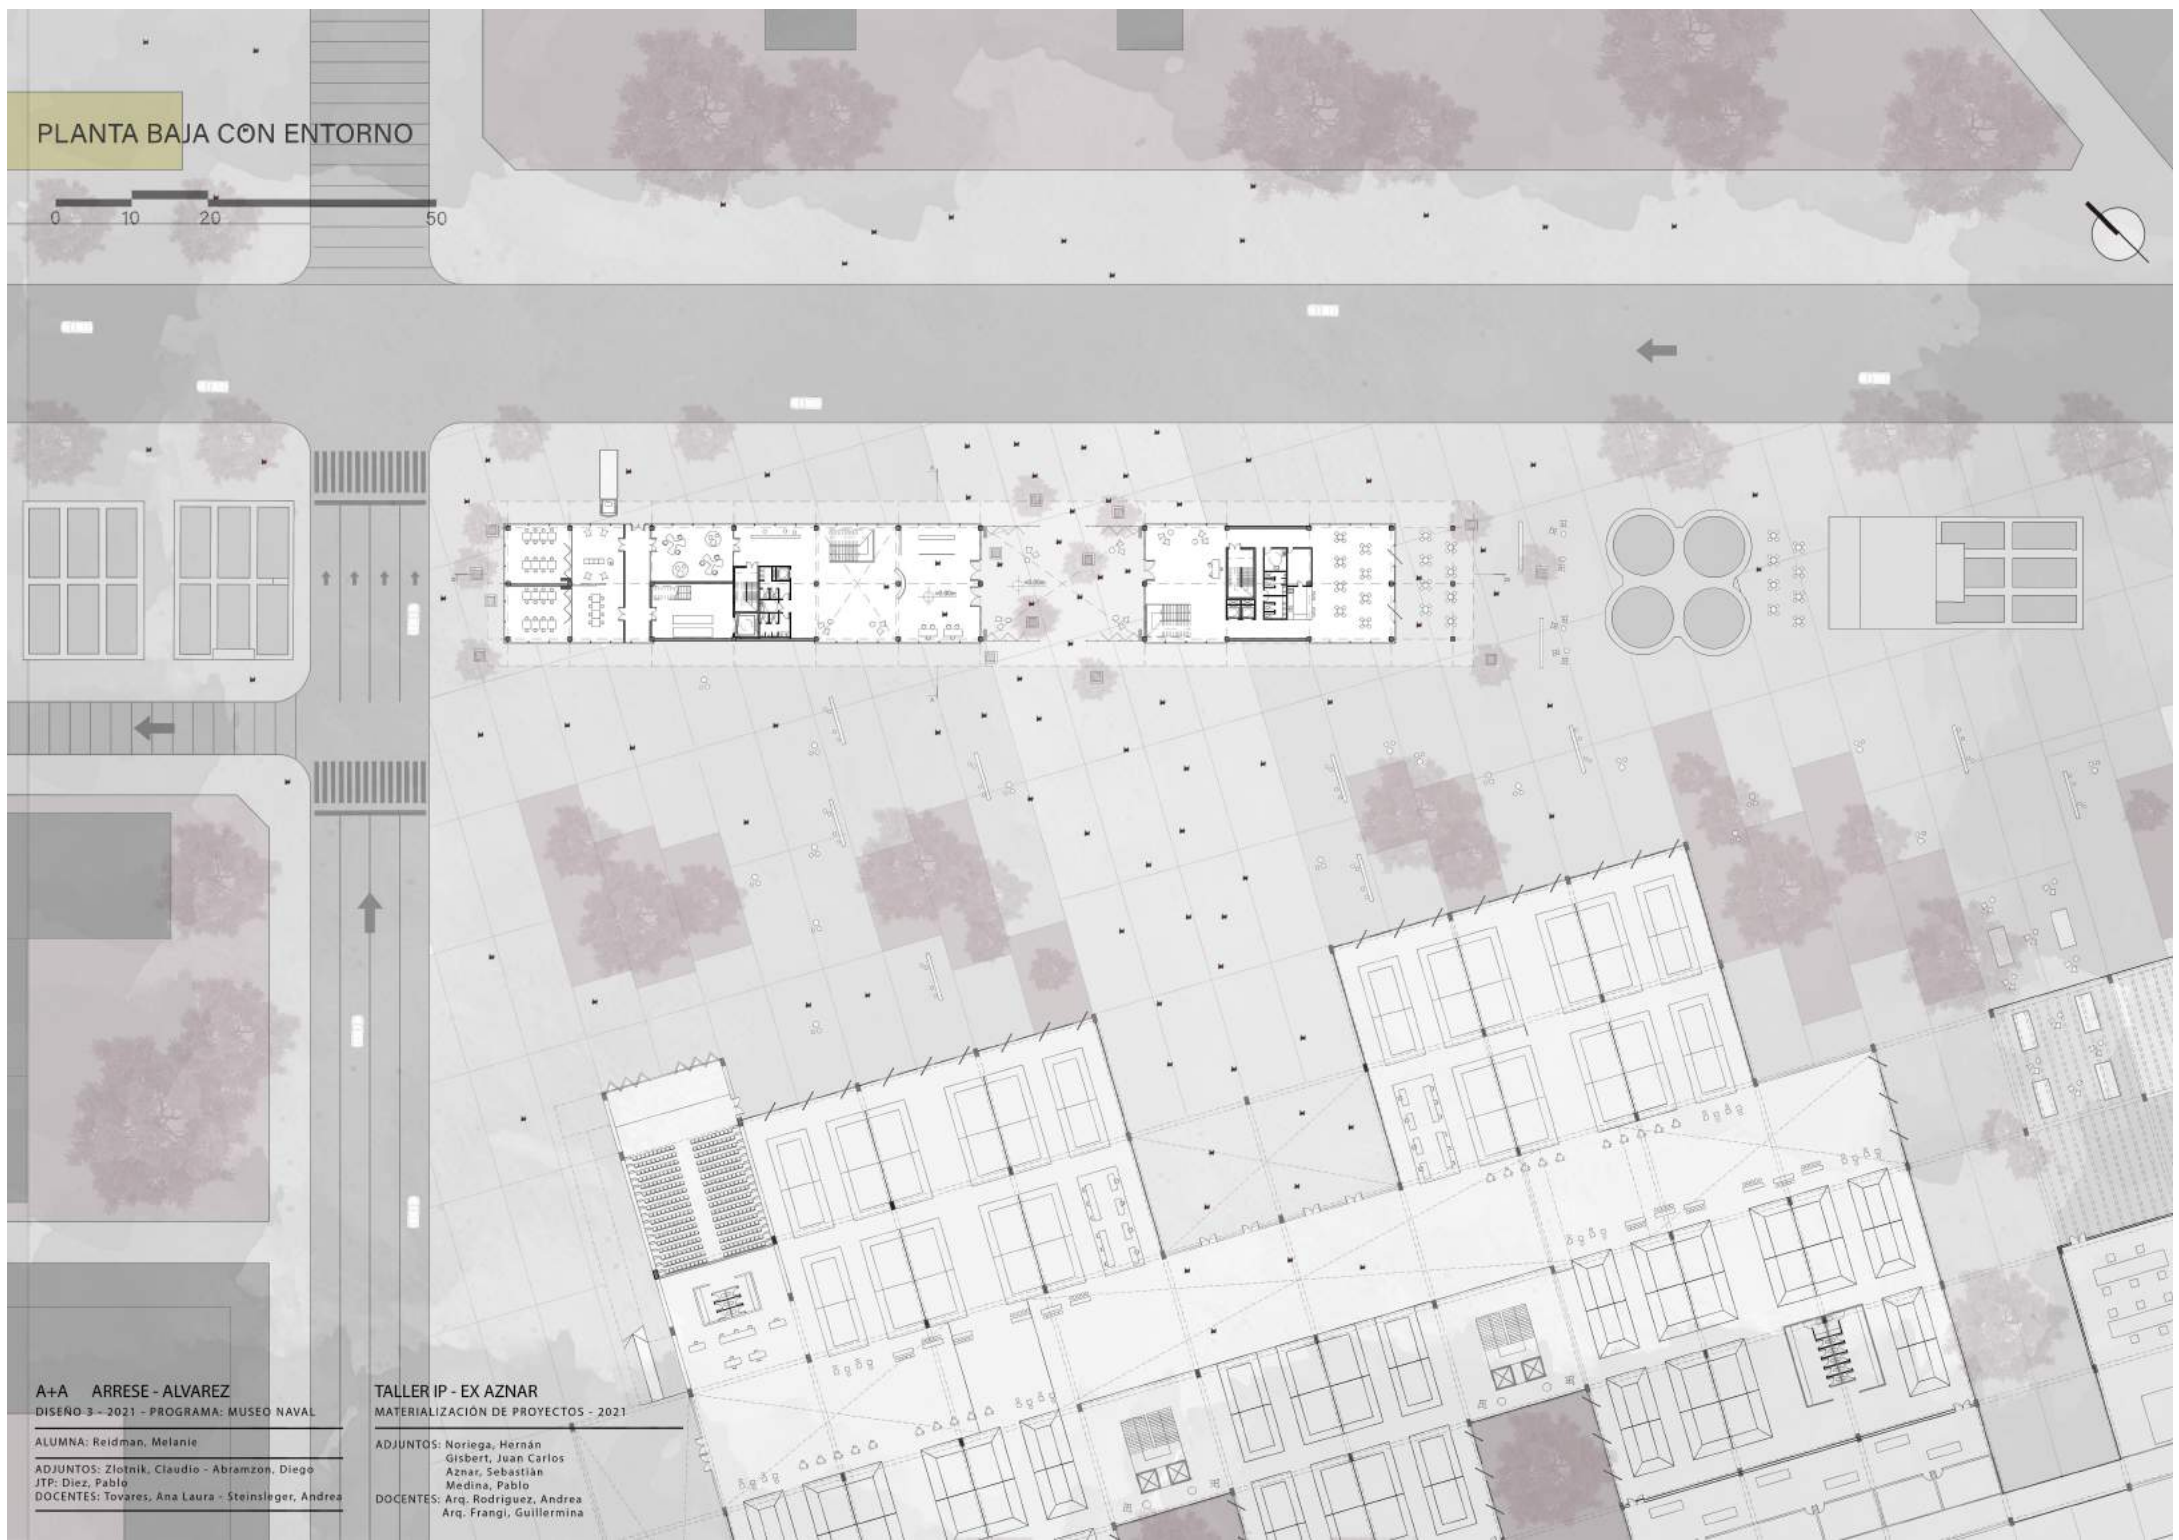 PLANTA BAJA CON ENTORNO
0 10 20 50
A+A ARRESE - ALVAREZ
DISEÑO 3 - 2021 - PROGRAMA: MUSEO NAVAL
ALUMNA: Reidman, Melanie
ADJUNTOS: Zlotnik, Claudio - Abramzon, Diego
JTP: Diez, Pablo
DOCENTES: Tovares, Ana Laura - Steinsleger, Andrea
TALLER IP - EX AZNAR
MATERIALIZACIÓN DE PROYECTOS - 2021
ADJUNTOS: Noriega, Hernán
Gisbert, Juan Carlos
Aznar, Sebastián
Medina, Pablo
DOCENTES: Arq. Rodriguez, Andrea
Arq. Frangi, Guillermina